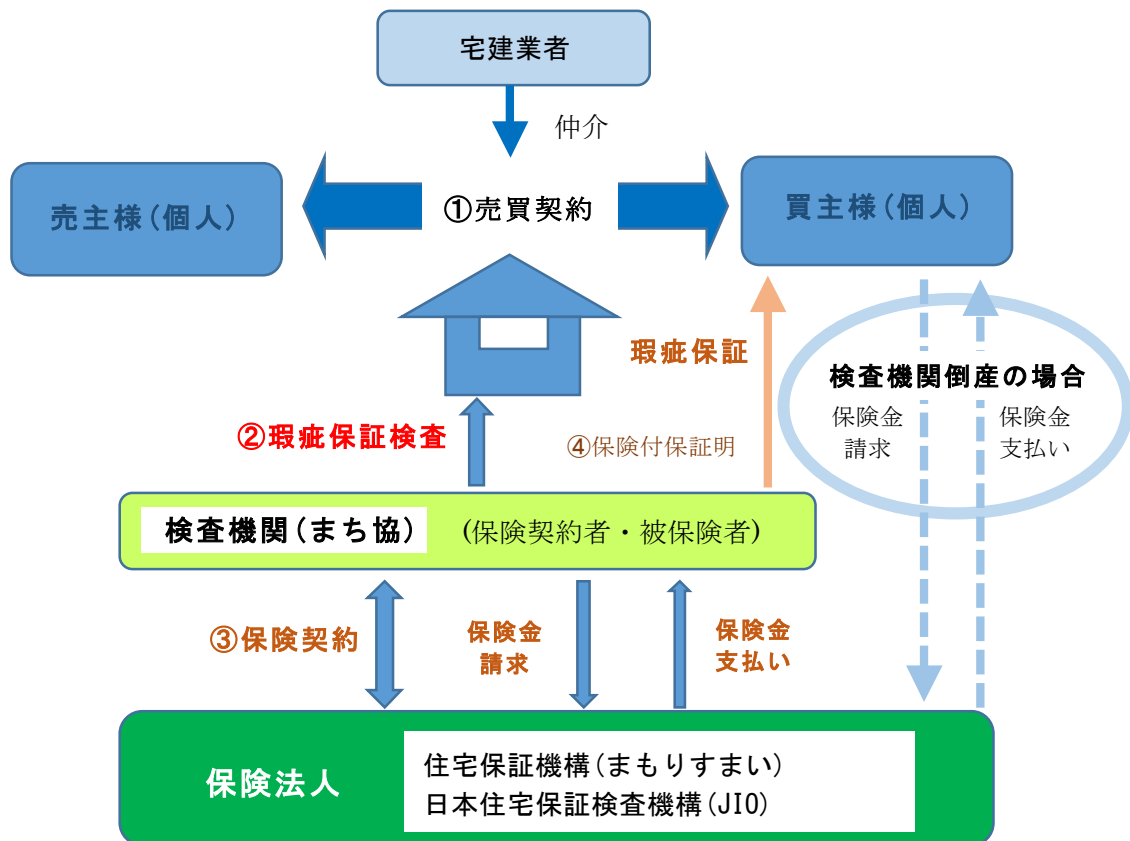 宅建業者
仲介
売主様(個人)
①売買契約
買主様(個人)
瑕疵保証
検査機関倒産の場合
保険金
請求
保険金
支払い
②瑕疵保証検査
④保険付保証明
検査機関(まち協)
(保険契約者・被保険者)
③保険契約
保険金
請求
保険金
支払い
保険法人
住宅保証機構(まもりすまい)
日本住宅保証検査機構(JIO)